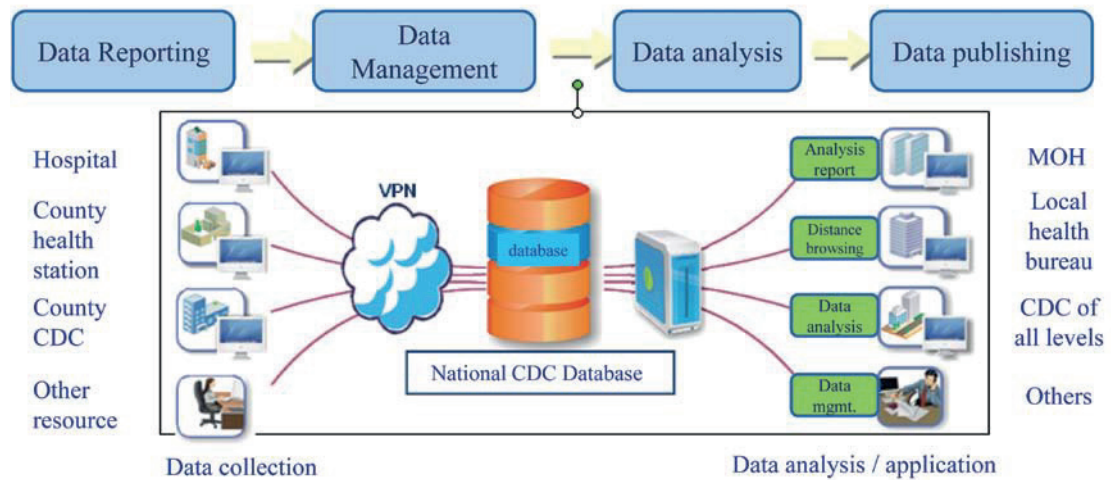 Data Reporting
Data
Management
Data analysis
Data publishing
Hospital
County
health
station
County
CDC
Other
resource
VPN
database
National CDC Database
Analysis
report
Distance
browsing
Data
analysis
Data
mgmt.
MOH
Local
health
bureau
CDC of
all levels
Others
Data collection
Data analysis / application